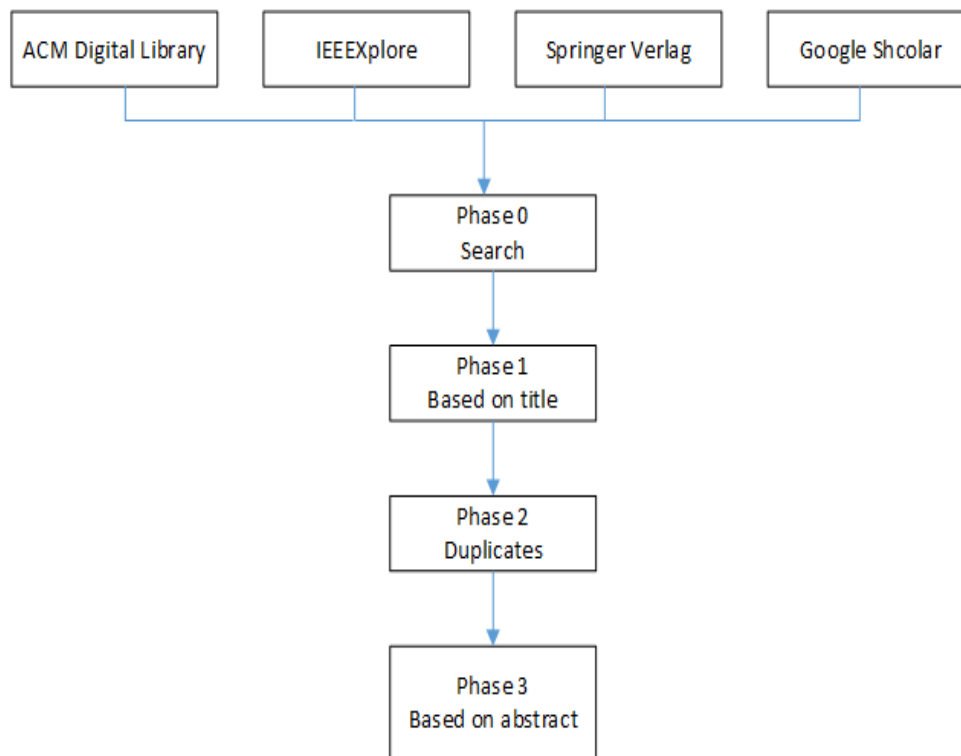 ACM Digital Library
IEEEXplore
Springer Verlag
Google Shcolar
Phase 0
Search
Phase 1
Based on title
Phase 2
Duplicates
Phase 3
Based on abstract